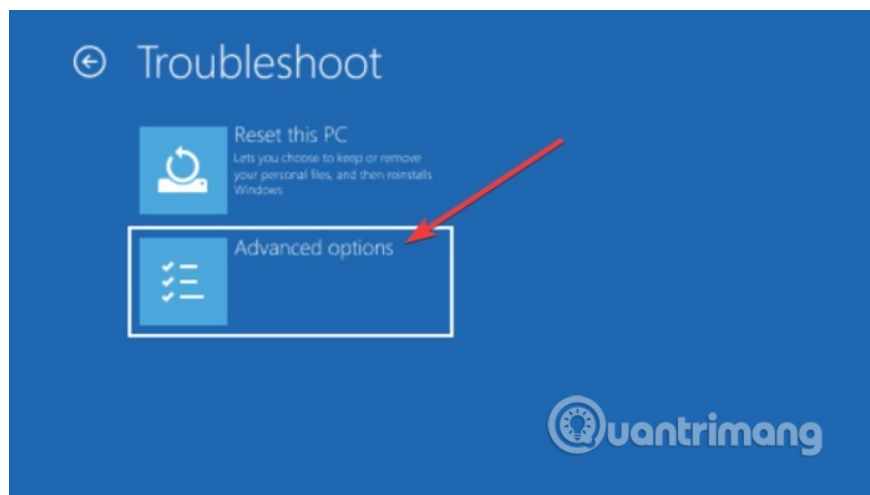 Troubleshoot
Reset this PC
Lets you choose to keep or remove
your personal files, and then reinstalls
Windows
Advanced options
Quantrimang